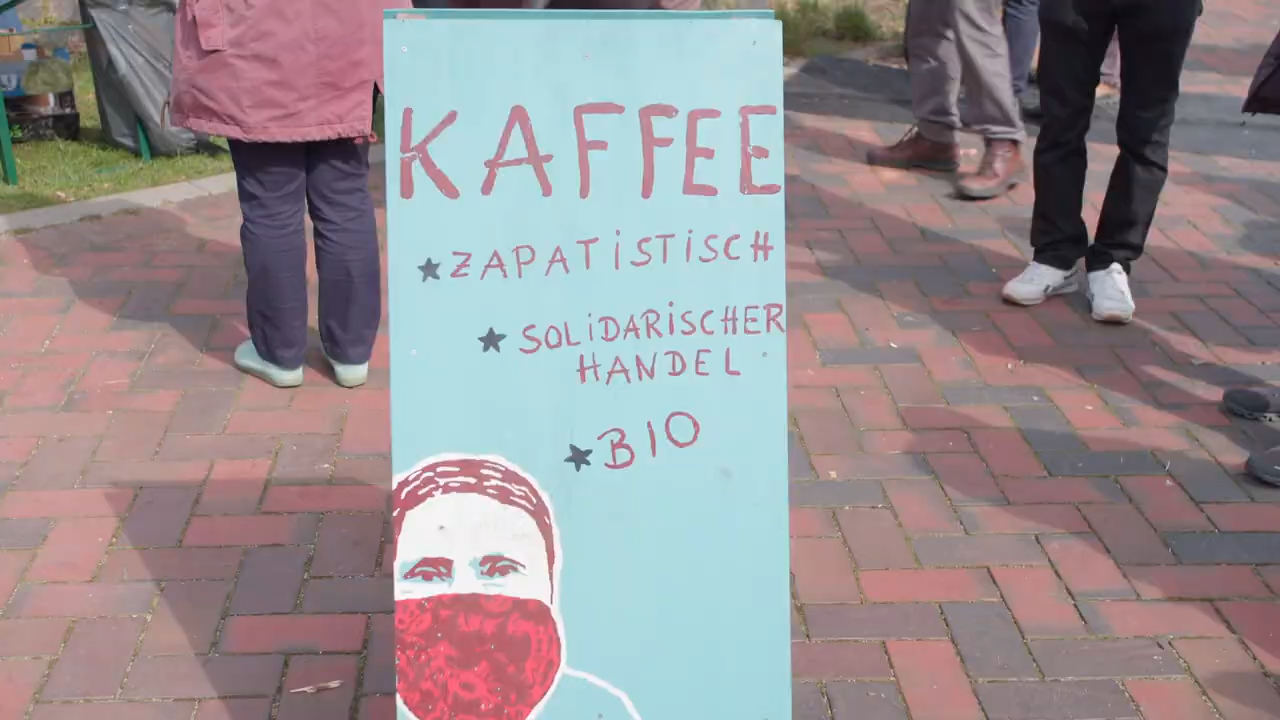 KAFFEE
★ ZAPATiSTiSCH
★ SOLiDARiSCHER
HANDEL
★ BIO